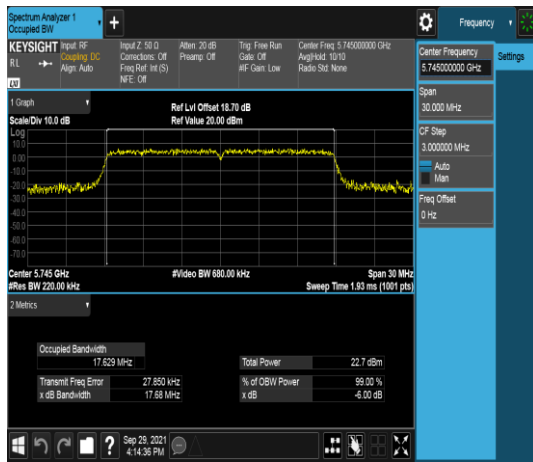 Spectrum Analyzer 1
Occupied BW
+
Frequency
KEYSIGHT
Input: RF
Coupling: DC
Align: Auto
RL
LXI
Input Z: 50 Ω
Corrections: Off
Freq Ref: Int (S)
NFE: Off
Atten: 20 dB
Preamp: Off
Trig: Free Run
Gate: Off
#IF Gain: Low
Center Freq: 5.745000000 GHz
Avg|Hold: 10/10
Radio Std: None
Center Frequency
5.745000000 GHz
Settings
Span
30.000 MHz
CF Step
3.000000 MHz
Auto
Man
Freq Offset
0 Hz
1 Graph
Scale/Div 10.0 dB
Ref Lvl Offset 18.70 dB
Ref Value 20.00 dBm
Log
10.0
0.00
-10.0
-20.0
-30.0
-40.0
-50.0
-60.0
-70.0
Center 5.745 GHz
#Video BW 680.00 kHz
Span 30 MHz
#Res BW 220.00 kHz
Sweep Time 1.93 ms (1001 pts)
2 Metrics
Occupied Bandwidth
17.629 MHz
Total Power 22.7 dBm
Transmit Freq Error 27.850 kHz
% of OBW Power 99.00 %
x dB Bandwidth 17.68 MHz
x dB -6.00 dB
?
Sep 29, 2021
4:14:36 PM